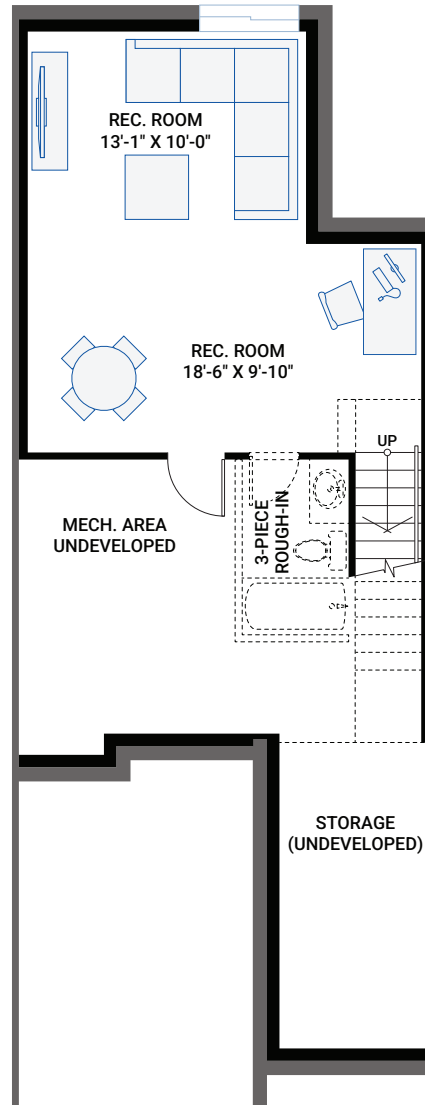 REC. ROOM
13'-1" X 10'-0"
REC. ROOM
18'-6" X 9'-10"
UP
MECH. AREA
UNDEVELOPED
3-PIECE
ROUGH-IN
STORAGE
(UNDEVELOPED)